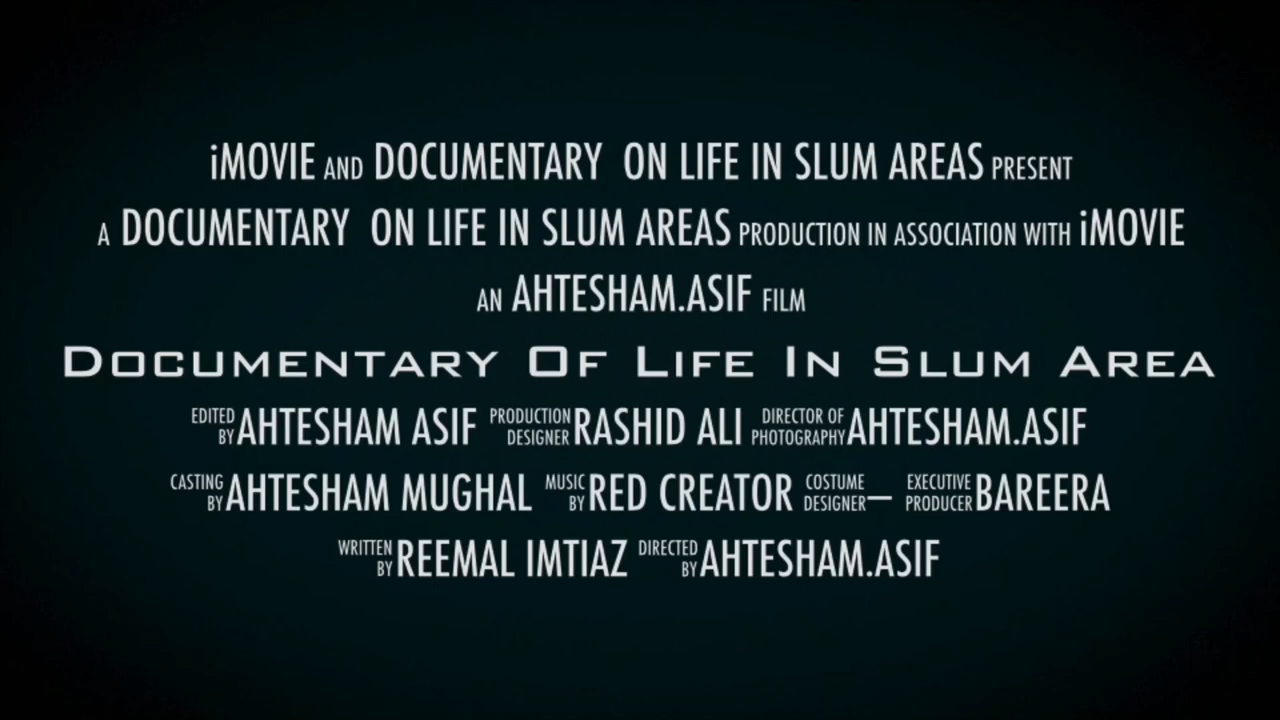 iMOVIE AND DOCUMENTARY ON LIFE IN SLUM AREAS PRESENT
A DOCUMENTARY ON LIFE IN SLUM AREAS PRODUCTION IN ASSOCIATION WITH iMOVIE
AN AHTESHAM.ASIF FILM
DOCUMENTARY OF LIFE IN SLUM AREA
EDITED BY AHTESHAM ASIF PRODUCTION DESIGNER RASHID ALI DIRECTOR OF PHOTOGRAPHY AHTESHAM.ASIF
CASTING BY AHTESHAM MUGHAL MUSIC BY RED CREATOR COSTUME DESIGNER — EXECUTIVE PRODUCER BAREERA
WRITTEN BY REEMAL IMTIAZ DIRECTED BY AHTESHAM.ASIF